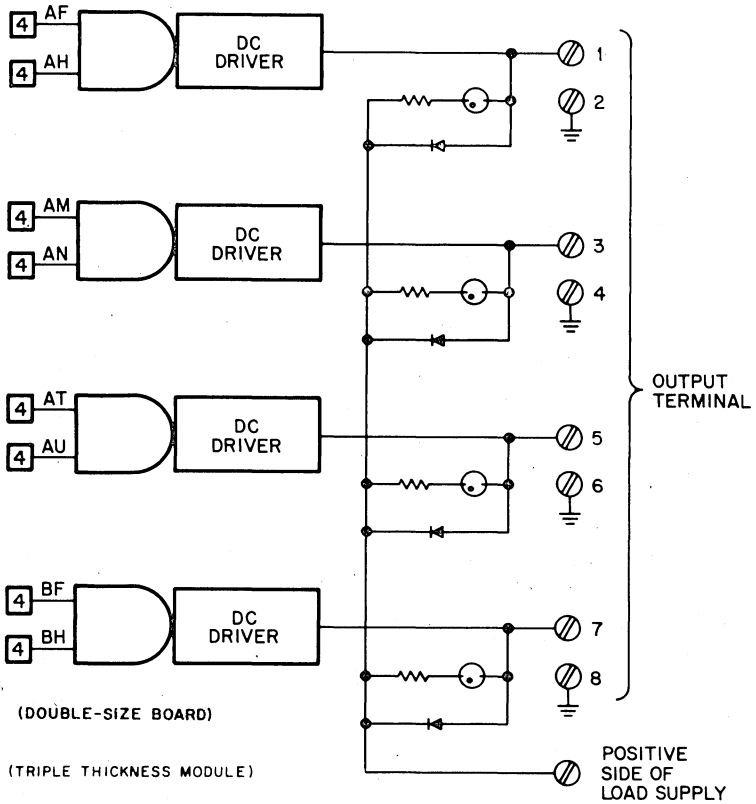 4 AF
DC
DRIVER
4 AH
1
2
4 AM
DC
DRIVER
4 AN
3
4
OUTPUT
TERMINAL
4 AT
DC
DRIVER
4 AU
5
6
4 BF
DC
DRIVER
4 BH
7
8
(DOUBLE-SIZE BOARD)
(TRIPLE THICKNESS MODULE)
POSITIVE
SIDE OF
LOAD SUPPLY